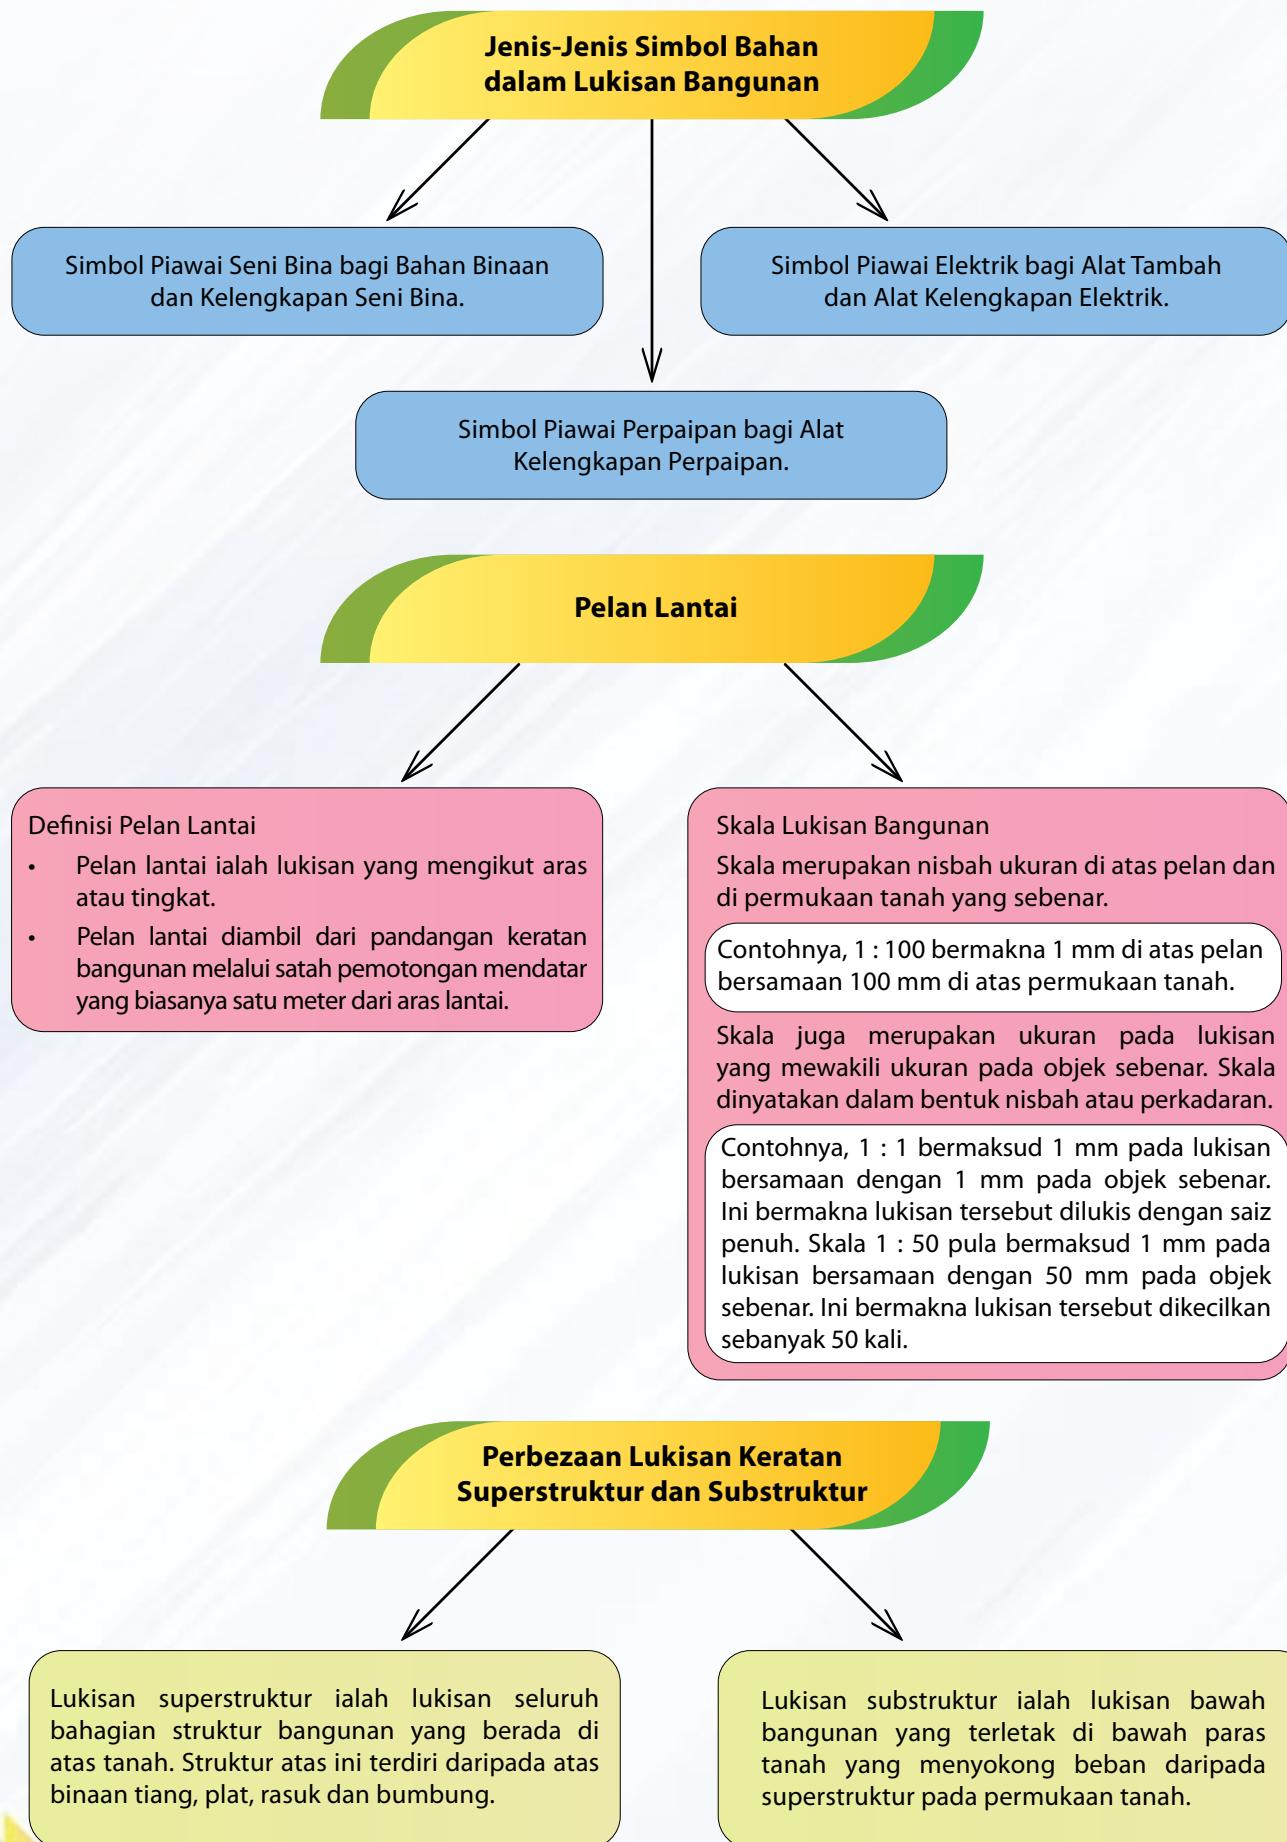 Jenis-Jenis Simbol Bahan
dalam Lukisan Bangunan
Simbol Piawai Seni Bina bagi Bahan Binaan
dan Kelengkapan Seni Bina.
Simbol Piawai Elektrik bagi Alat Tambah
dan Alat Kelengkapan Elektrik.
Simbol Piawai Perpaipan bagi Alat
Kelengkapan Perpaipan.
Pelan Lantai
Definisi Pelan Lantai
• Pelan lantai ialah lukisan yang mengikut aras
atau tingkat.
• Pelan lantai diambil dari pandangan keratan
bangunan melalui satah pemotongan mendatar
yang biasanya satu meter dari aras lantai.
Skala Lukisan Bangunan
Skala merupakan nisbah ukuran di atas pelan dan
di permukaan tanah yang sebenar.
Contohnya, 1 : 100 bermakna 1 mm di atas pelan
bersamaan 100 mm di atas permukaan tanah.
Skala juga merupakan ukuran pada lukisan
yang mewakili ukuran pada objek sebenar. Skala
dinyatakan dalam bentuk nisbah atau perkadaran.
Contohnya, 1 : 1 bermaksud 1 mm pada lukisan
bersamaan dengan 1 mm pada objek sebenar.
Ini bermakna lukisan tersebut dilukis dengan saiz
penuh. Skala 1 : 50 pula bermaksud 1 mm pada
lukisan bersamaan dengan 50 mm pada objek
sebenar. Ini bermakna lukisan tersebut dikecilkan
sebanyak 50 kali.
Perbezaan Lukisan Keratan
Superstruktur dan Substruktur
Lukisan superstruktur ialah lukisan seluruh
bahagian struktur bangunan yang berada di
atas tanah. Struktur atas ini terdiri daripada atas
binaan tiang, plat, rasuk dan bumbung.
Lukisan substruktur ialah lukisan bawah
bangunan yang terletak di bawah paras
tanah yang menyokong beban daripada
superstruktur pada permukaan tanah.